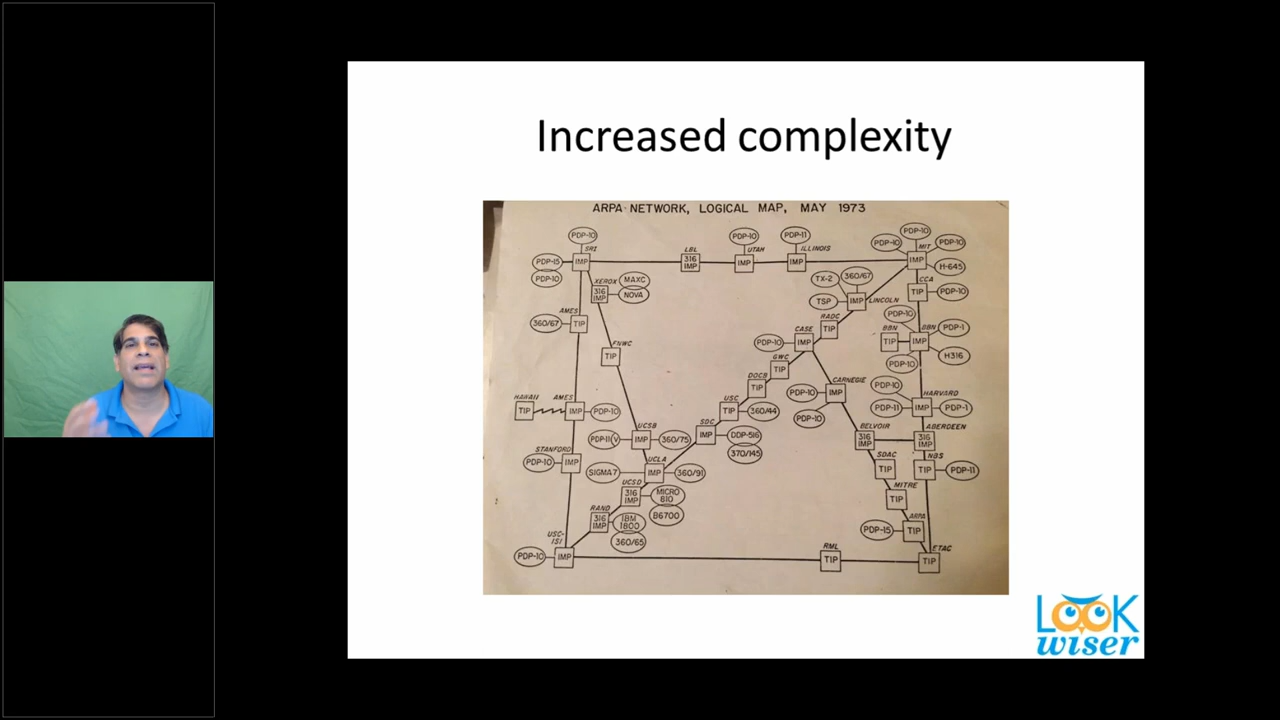 Increased complexity
ARPA NETWORK, LOGICAL MAP, MAY 1973
PDP-10
SRI
PDP-15
IMP
PDP-10
LBL
316
IMP
PDP-10
UTAH
IMP
PDP-11
ILLINOIS
IMP
PDP-10
PDP-10
MIT
PDP-10
IMP
H-645
XEROX
MAXC
316
IMP
NOVA
TX-2
360/67
TSP
IMP
LINCOLN
CCA
TIP
PDP-10
AMES
360/67
TIP
RADC
TIP
PDP-10
BBN
TIP
BBN
IMP
PDP-1
PDP-10
H316
FNWC
TIP
CASE
PDP-10
IMP
GWC
TIP
DOCB
TIP
CARNEGIE
PDP-10
IMP
PDP-10
PDP-10
HARVARD
PDP-11
IMP
PDP-1
HAWAII
TIP
AMES
IMP
PDP-10
USC
TIP
360/44
UCSB
PDP-11
IMP
360/75
SDC
IMP
DDP-516
370/145
BELVOIR
316
IMP
ABERDEEN
316
IMP
STANFORD
PDP-10
IMP
UCLA
SIGMA7
IMP
360/91
SDAC
TIP
NBS
TIP
PDP-11
UCSD
316
IMP
MICRO
810
B6700
MITRE
TIP
RAND
316
IMP
IBM
1800
360/65
ARPA
PDP-15
TIP
USC-
ISI
PDP-10
IMP
RML
TIP
ETAC
TIP
LOOK
wiser